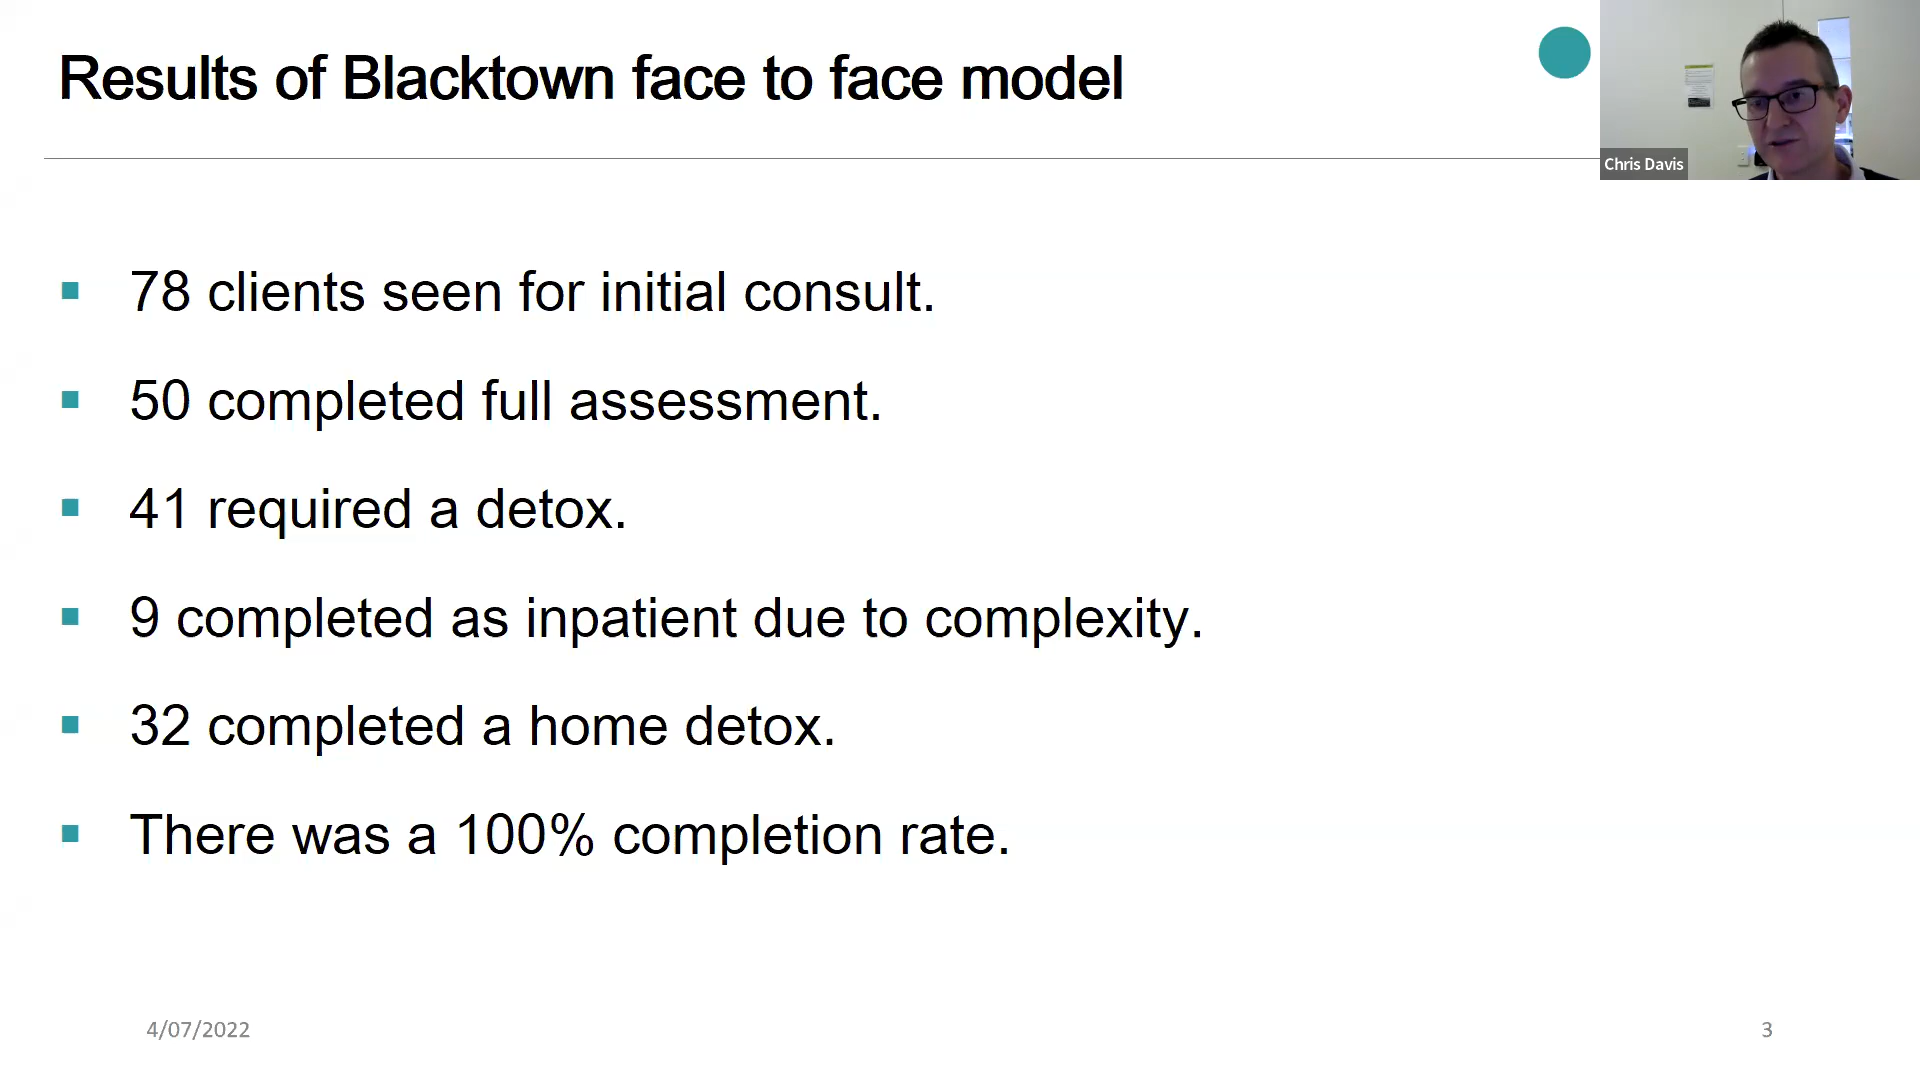 Results of Blacktown face to face model
Chris Davis
78 clients seen for initial consult.
50 completed full assessment.
41 required a detox.
9 completed as inpatient due to complexity.
32 completed a home detox.
There was a 100% completion rate.
4/07/2022
3